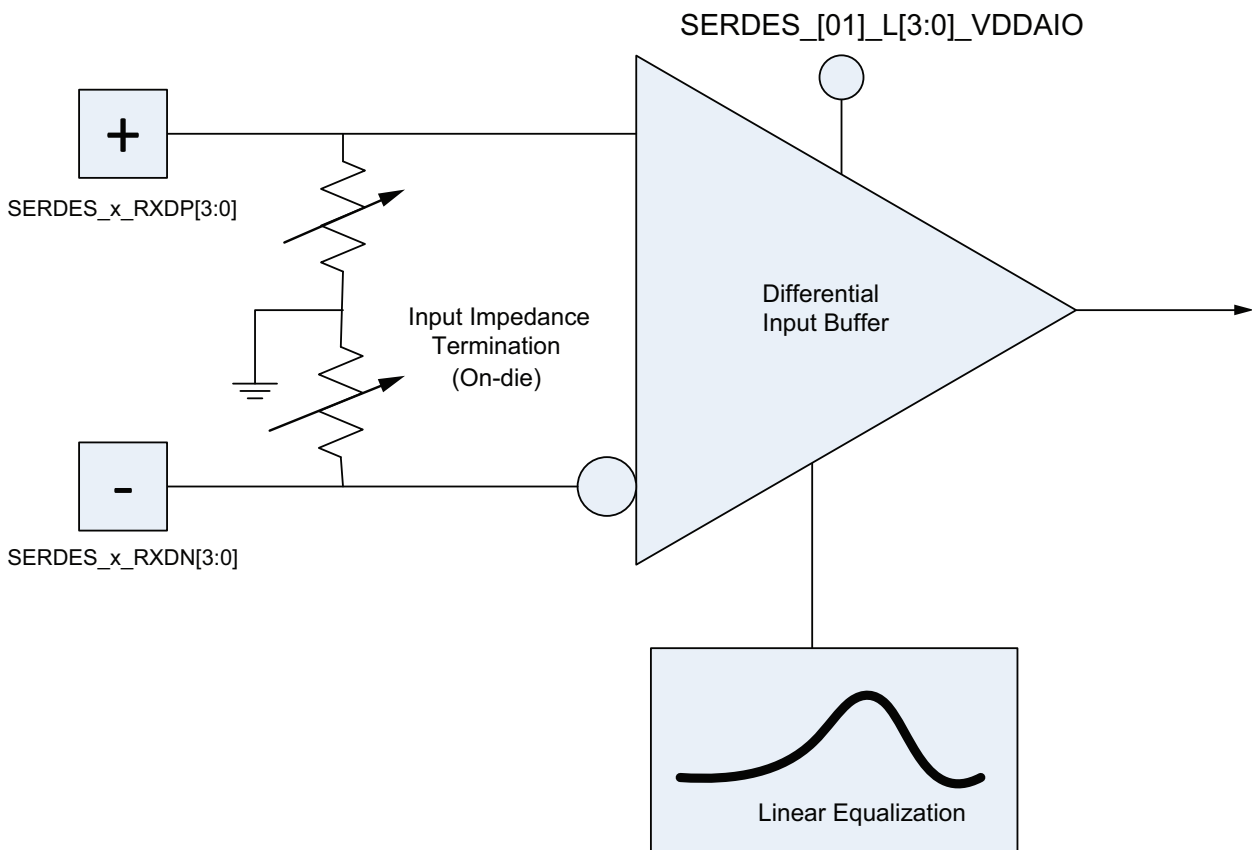 SERDES_[01]_L[3:0]_VDDAIO
+
SERDES_x_RXDP[3:0]
Differential
Input Buffer
Input Impedance
Termination
(On-die)
-
SERDES_x_RXDN[3:0]
Linear Equalization